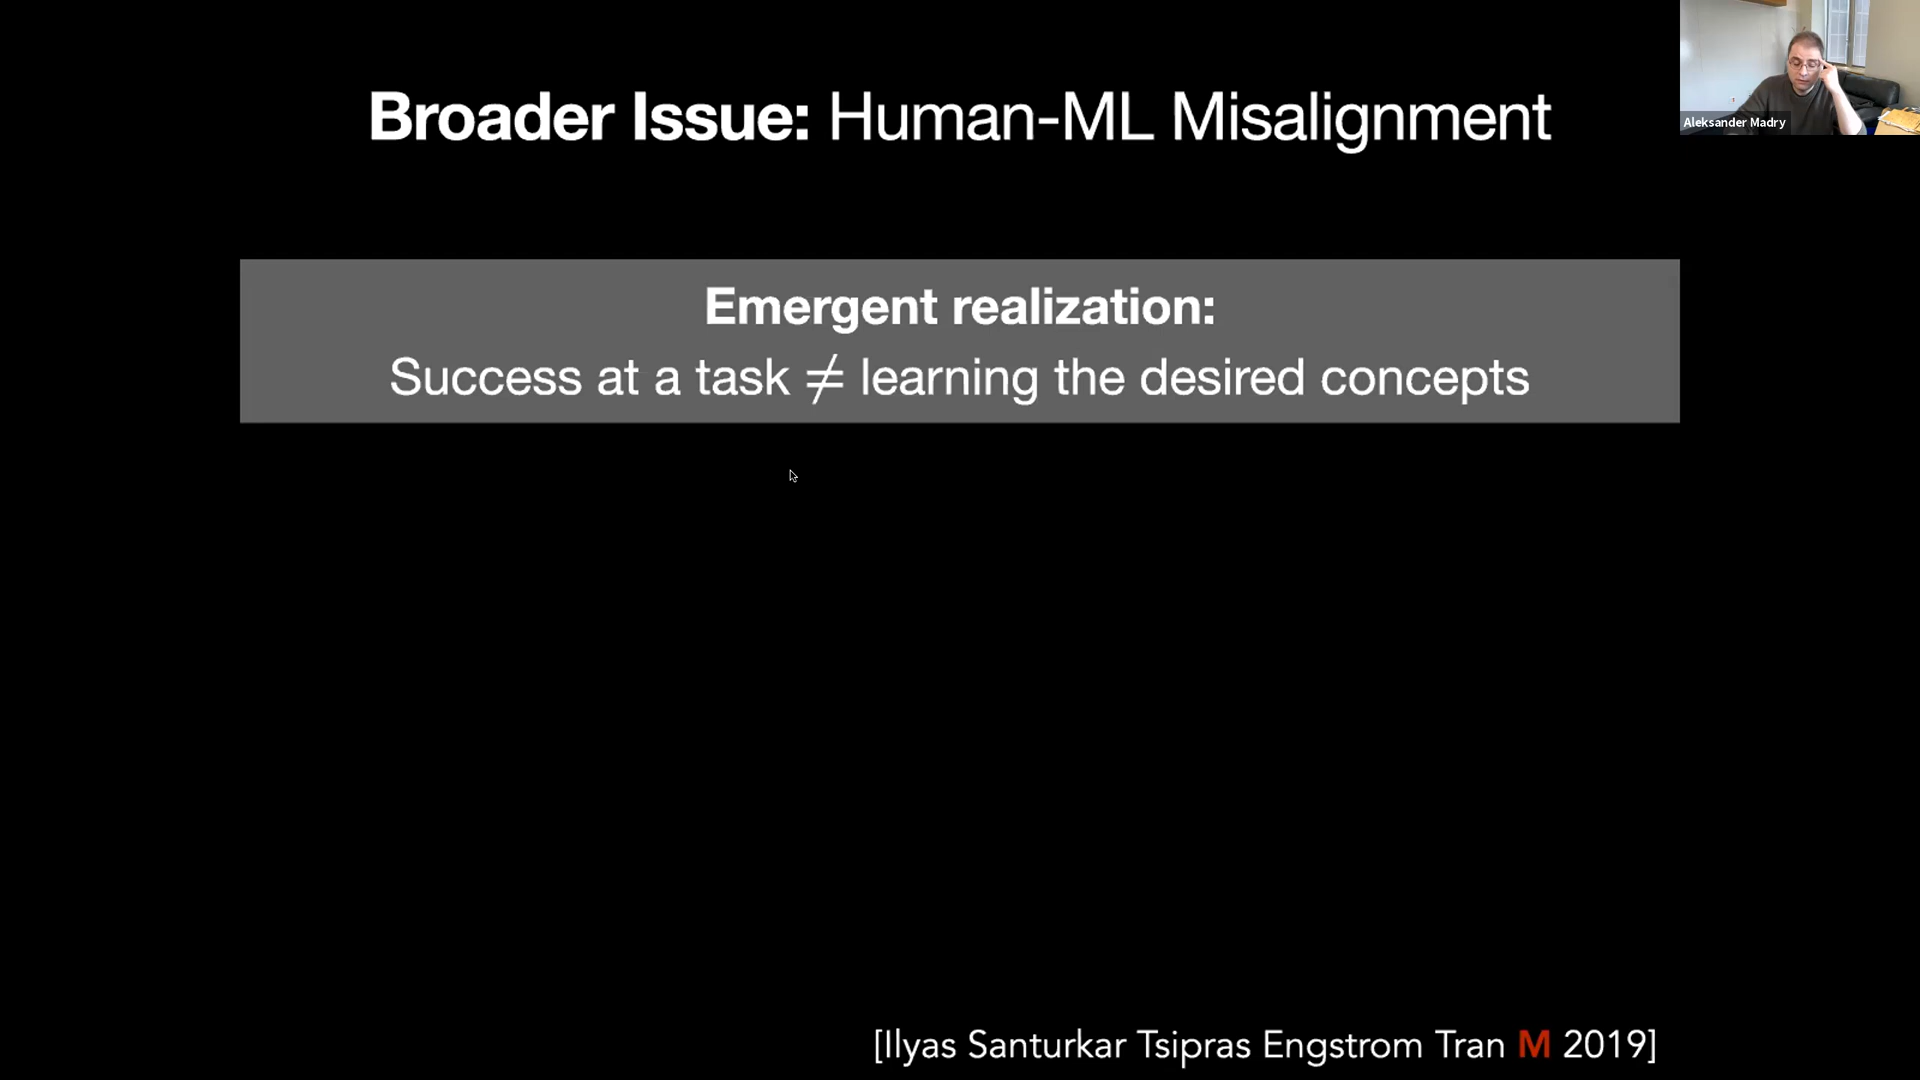 Broader Issue: Human-ML Misalignment
Aleksander Madry
Emergent realization:
Success at a task ≠ learning the desired concepts
[Ilyas Santurkar Tsipras Engstrom Tran M 2019]